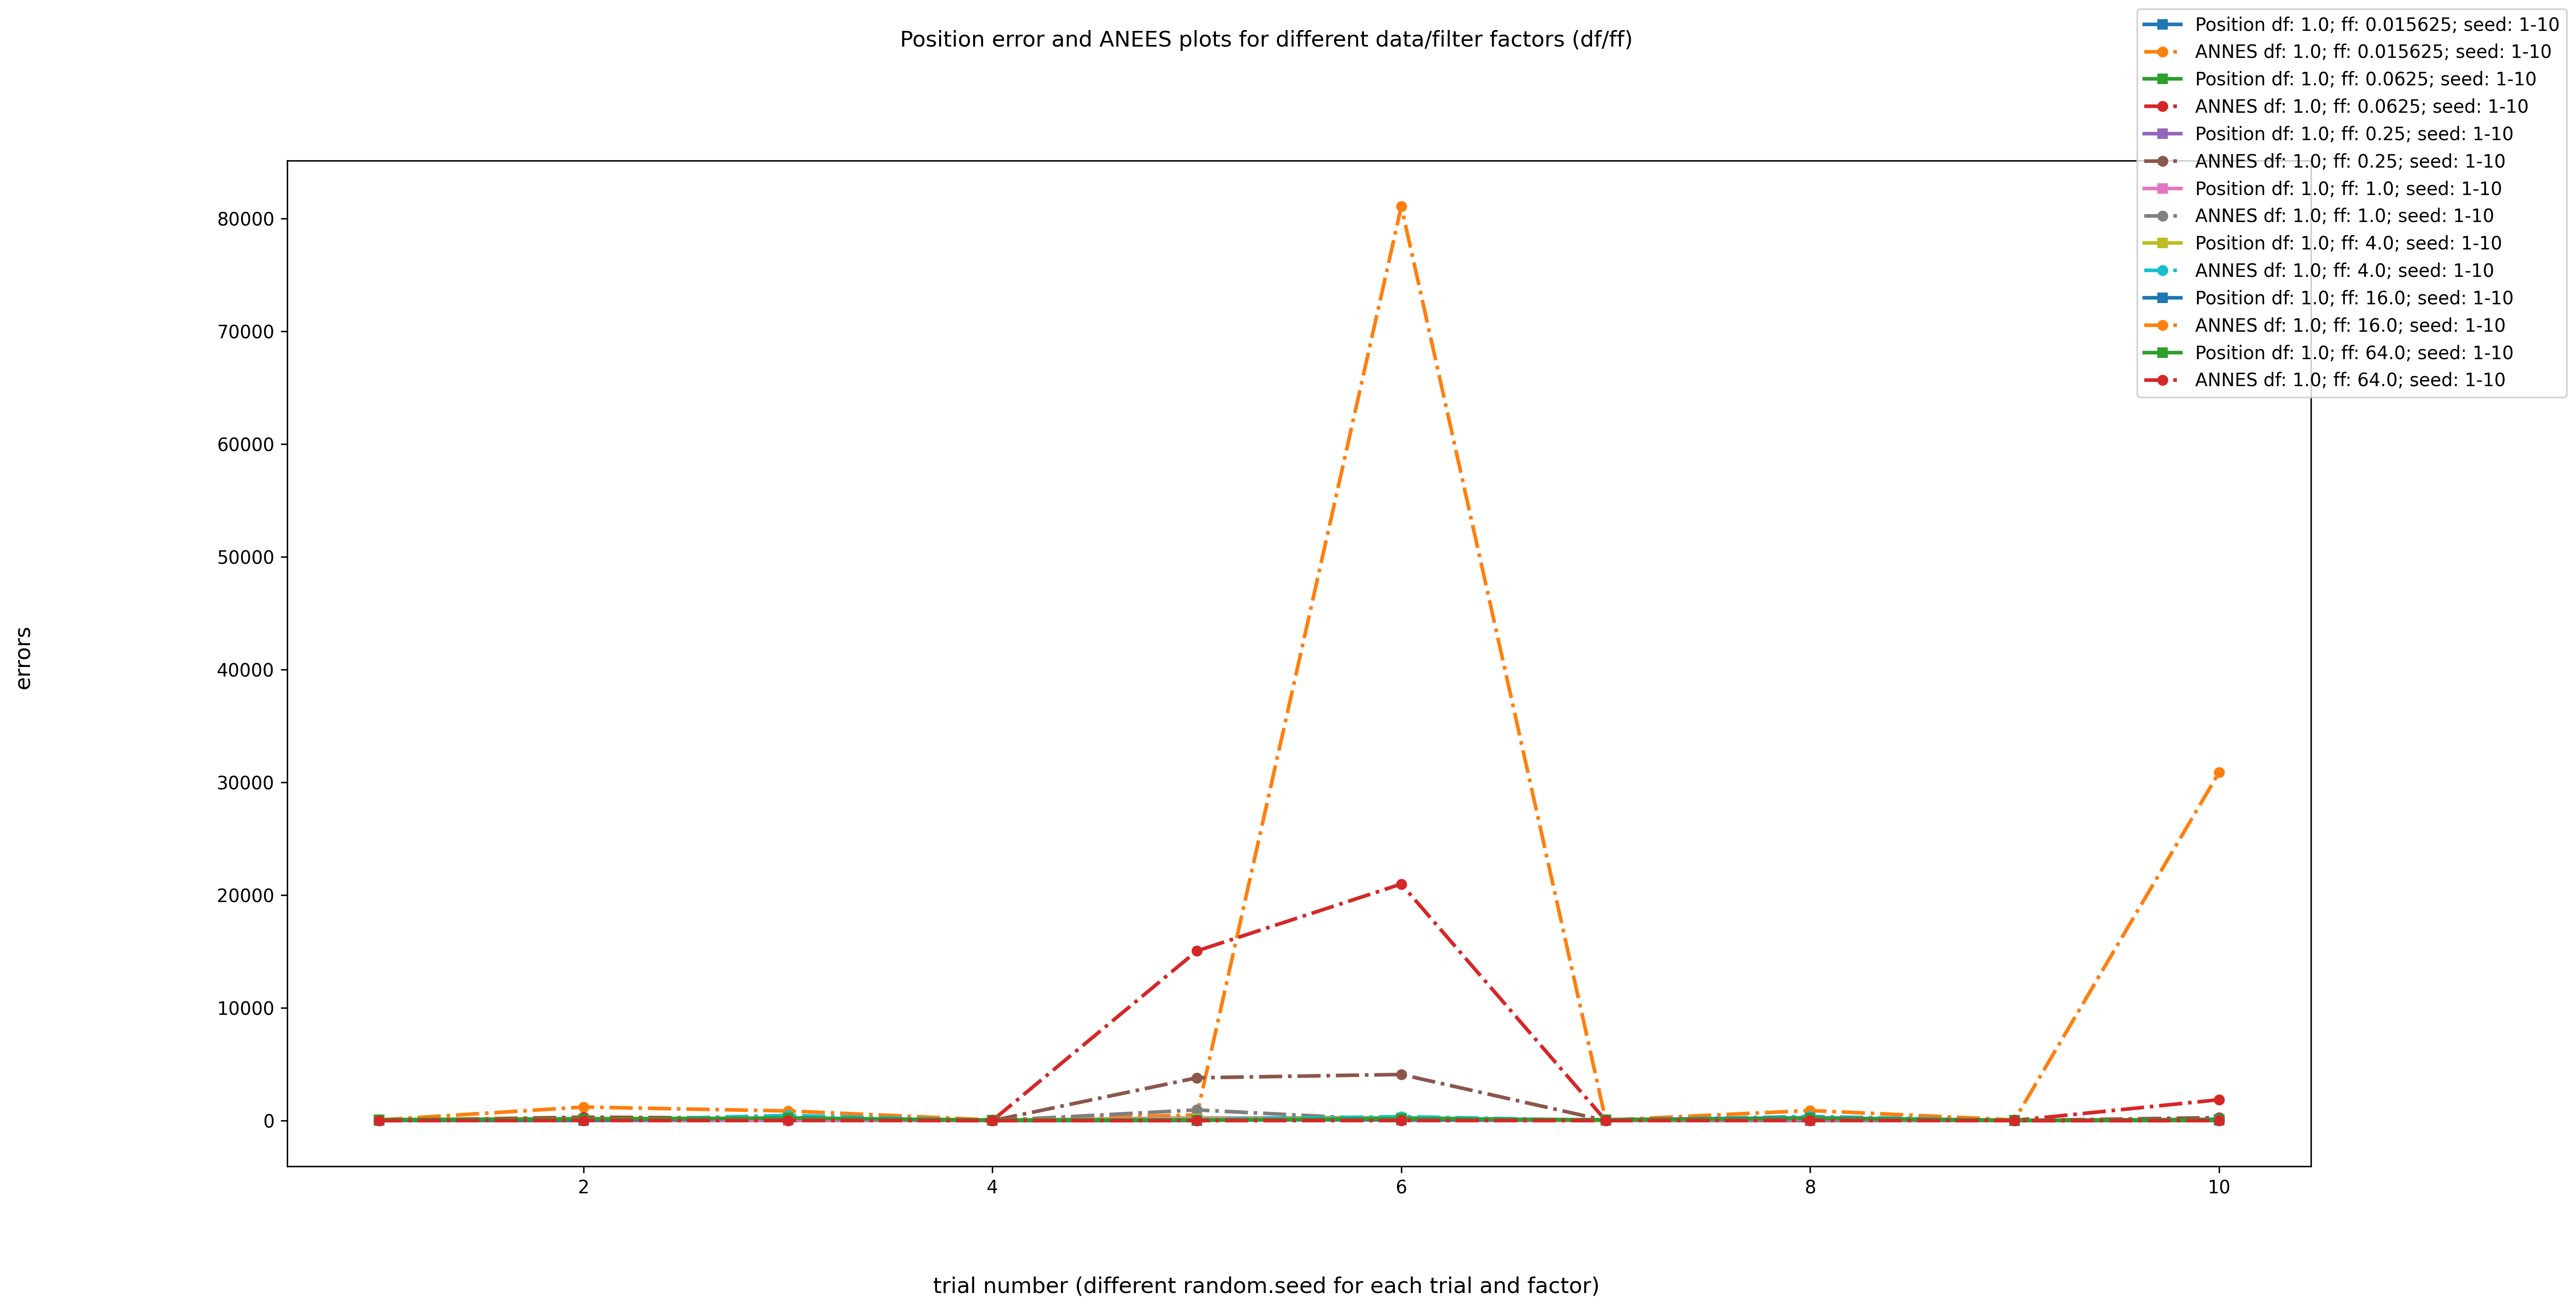 Position error and ANEES plots for different data/filter factors (df/ff)
Position df: 1.0; ff: 0.015625; seed: 1-10
ANNES df: 1.0; ff: 0.015625; seed: 1-10
Position df: 1.0; ff: 0.0625; seed: 1-10
ANNES df: 1.0; ff: 0.0625; seed: 1-10
Position df: 1.0; ff: 0.25; seed: 1-10
ANNES df: 1.0; ff: 0.25; seed: 1-10
Position df: 1.0; ff: 1.0; seed: 1-10
ANNES df: 1.0; ff: 1.0; seed: 1-10
Position df: 1.0; ff: 4.0; seed: 1-10
ANNES df: 1.0; ff: 4.0; seed: 1-10
Position df: 1.0; ff: 16.0; seed: 1-10
ANNES df: 1.0; ff: 16.0; seed: 1-10
Position df: 1.0; ff: 64.0; seed: 1-10
ANNES df: 1.0; ff: 64.0; seed: 1-10
80000
70000
60000
50000
40000
30000
20000
10000
0
errors
2 4 6 8 10
trial number (different random.seed for each trial and factor)